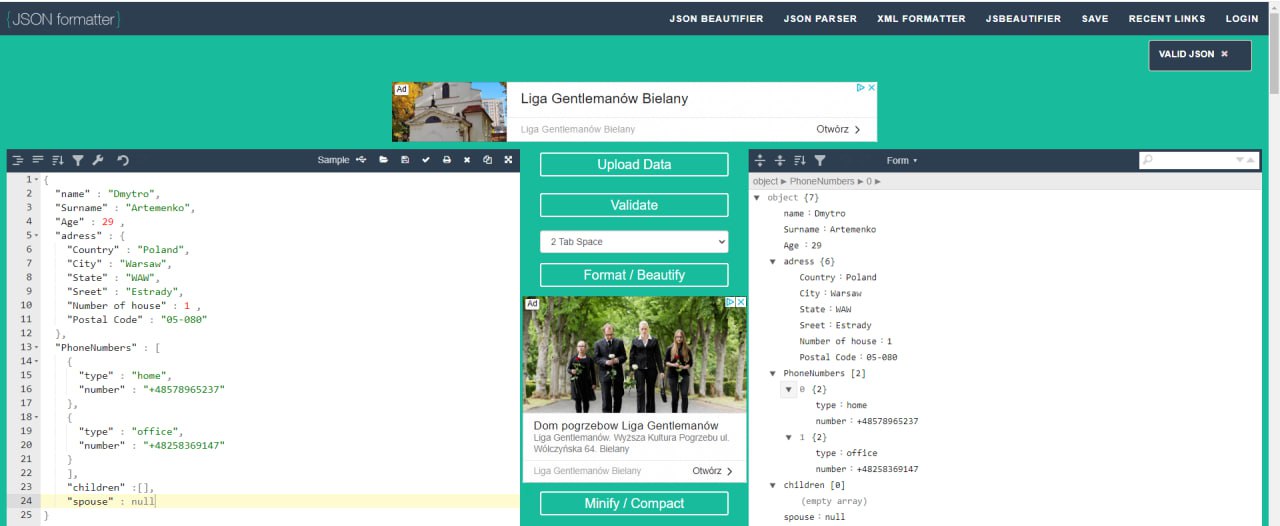 {JSON formatter}
JSON BEAUTIFIER JSON PARSER XML FORMATTER JSBEAUTIFIER SAVE RECENT LINKS LOGIN
VALID JSON ✖
Ad
Liga Gentlemanów Bielany
Liga Gentlemanów Bielany
Otwórz
Sample
1 {
2 "name" : "Dmytro",
3 "Surname" : "Artemenko",
4 "Age" : 29 ,
5 "adress" : {
6 "Country" : "Poland",
7 "City" : "Warsaw",
8 "State" : "WAW",
9 "Sreet" : "Estrady",
10 "Number of house" : 1 ,
11 "Postal Code" : "05-080"
12 },
13 "PhoneNumbers" : [
14 {
15 "type" : "home",
16 "number" : "+48578965237"
17 },
18 {
19 "type" : "office",
20 "number" : "+48258369147"
21 }
22 ],
23 "children" :[],
24 "spouse" : null
25 }
Upload Data
Validate
2 Tab Space
Format / Beautify
Ad
Dom pogrzebow Liga Gentlemanów
Liga Gentlemanów. Wyższa Kultura Pogrzebu ul.
Wólczyńska 64. Bielany
Liga Gentlemanów Bielany
Otwórz
Minify / Compact
Form
object ► PhoneNumbers ► 0 ►
object {7}
name : Dmytro
Surname : Artemenko
Age : 29
adress {6}
Country : Poland
City : Warsaw
State : WAW
Sreet : Estrady
Number of house : 1
Postal Code : 05-080
PhoneNumbers [2]
0 {2}
type : home
number : +48578965237
1 {2}
type : office
number : +48258369147
children [0]
(empty array)
spouse : null